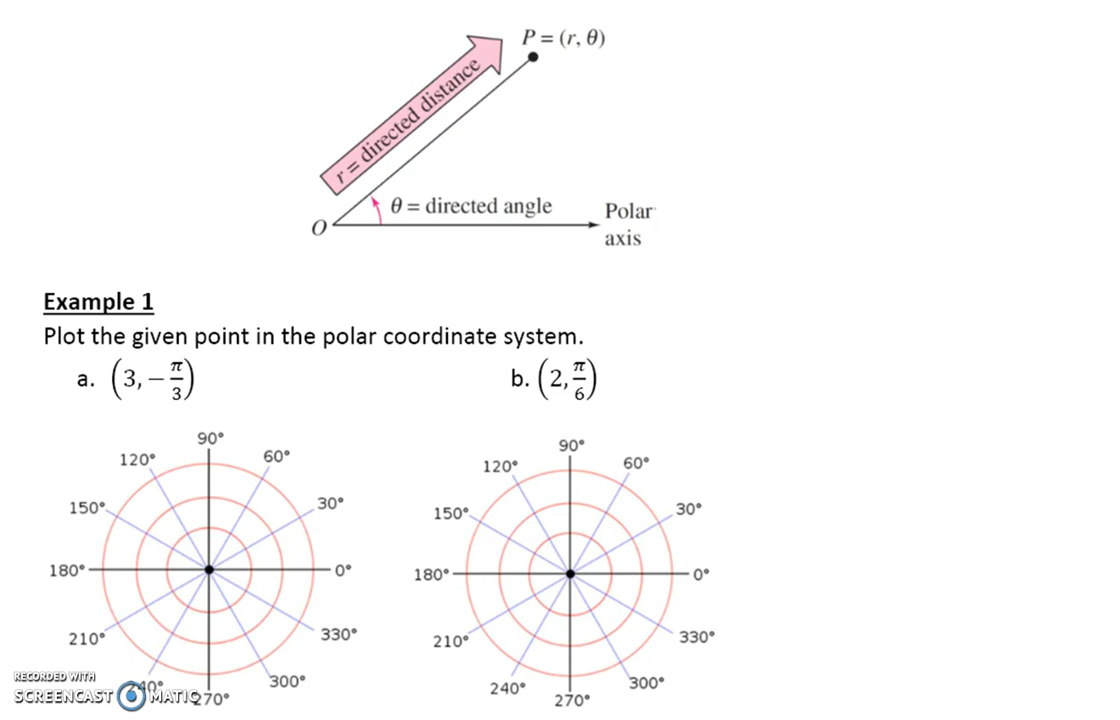 P = (r, θ)
r = directed distance
θ = directed angle
Polar
axis
O
Example 1
Plot the given point in the polar coordinate system.
a. (3, −π/3)
b. (2, π/6)
90°
120°
60°
150°
30°
180°
0°
210°
330°
240°
300°
270°
90°
120°
60°
150°
30°
180°
0°
210°
330°
240°
300°
270°
RECORDED WITH
SCREENCAST MATIC